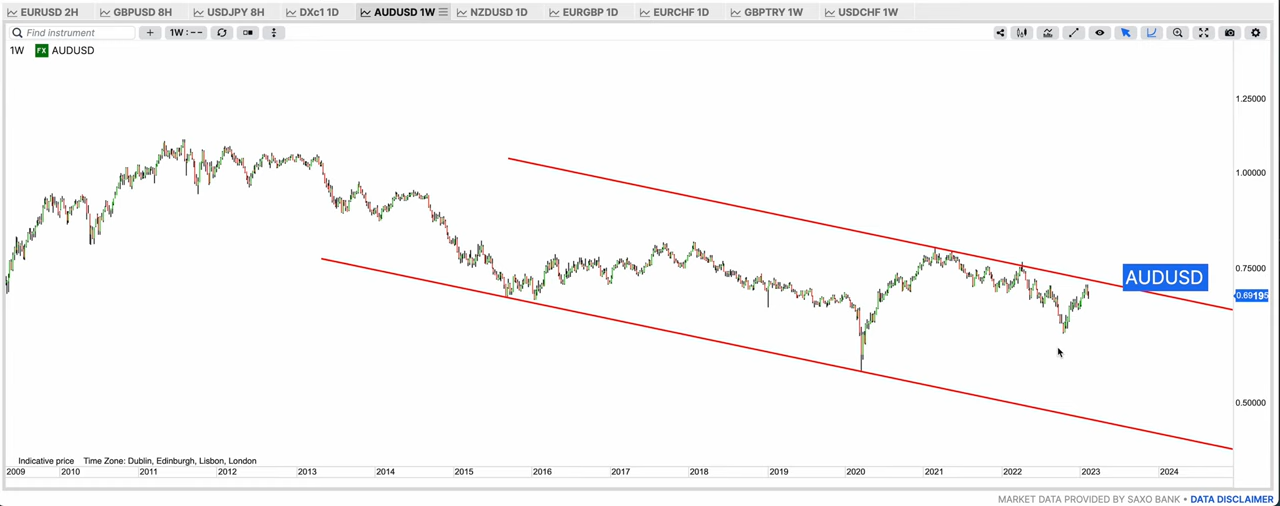 EURUSD 2H GBPUSD 8H USDJPY 8H DXc1 1D AUDUSD 1W NZDUSD 1D EURGBP 1D EURCHF 1D GBPTRY 1W USDCHF 1W
Find instrument 1W : --
1W FX AUDUSD
1.25000
1.00000
0.75000
AUDUSD
0.69195
0.50000
Indicative price Time Zone: Dublin, Edinburgh, Lisbon, London
2009 2010 2011 2012 2013 2014 2015 2016 2017 2018 2019 2020 2021 2022 2023 2024
MARKET DATA PROVIDED BY SAXO BANK • DATA DISCLAIMER